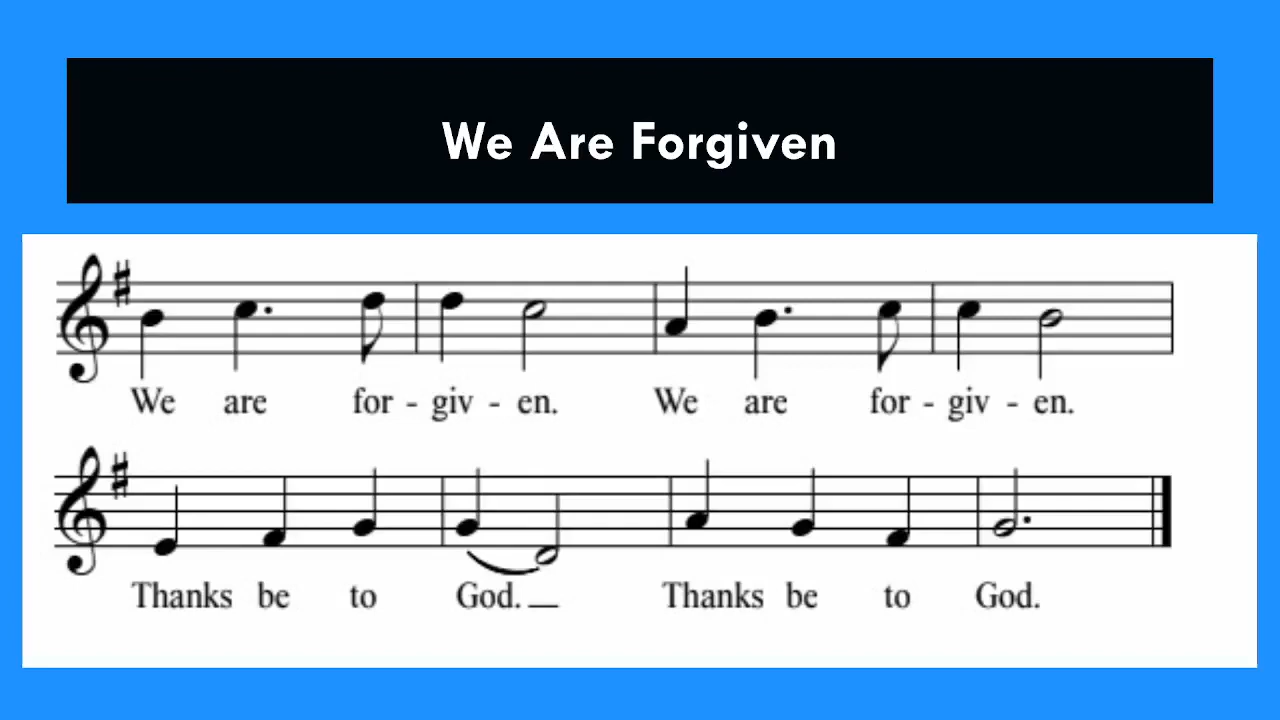 We Are Forgiven
We are for - giv - en. We are for - giv - en.
Thanks be to God. Thanks be to God.